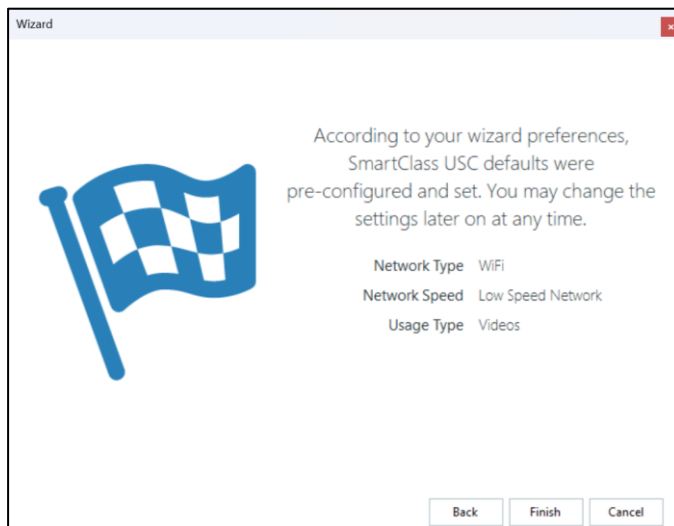 Wizard
According to your wizard preferences,
SmartClass USC defaults were
pre-configured and set. You may change the
settings later on at any time.
Network Type WiFi
Network Speed Low Speed Network
Usage Type Videos
Back Finish Cancel